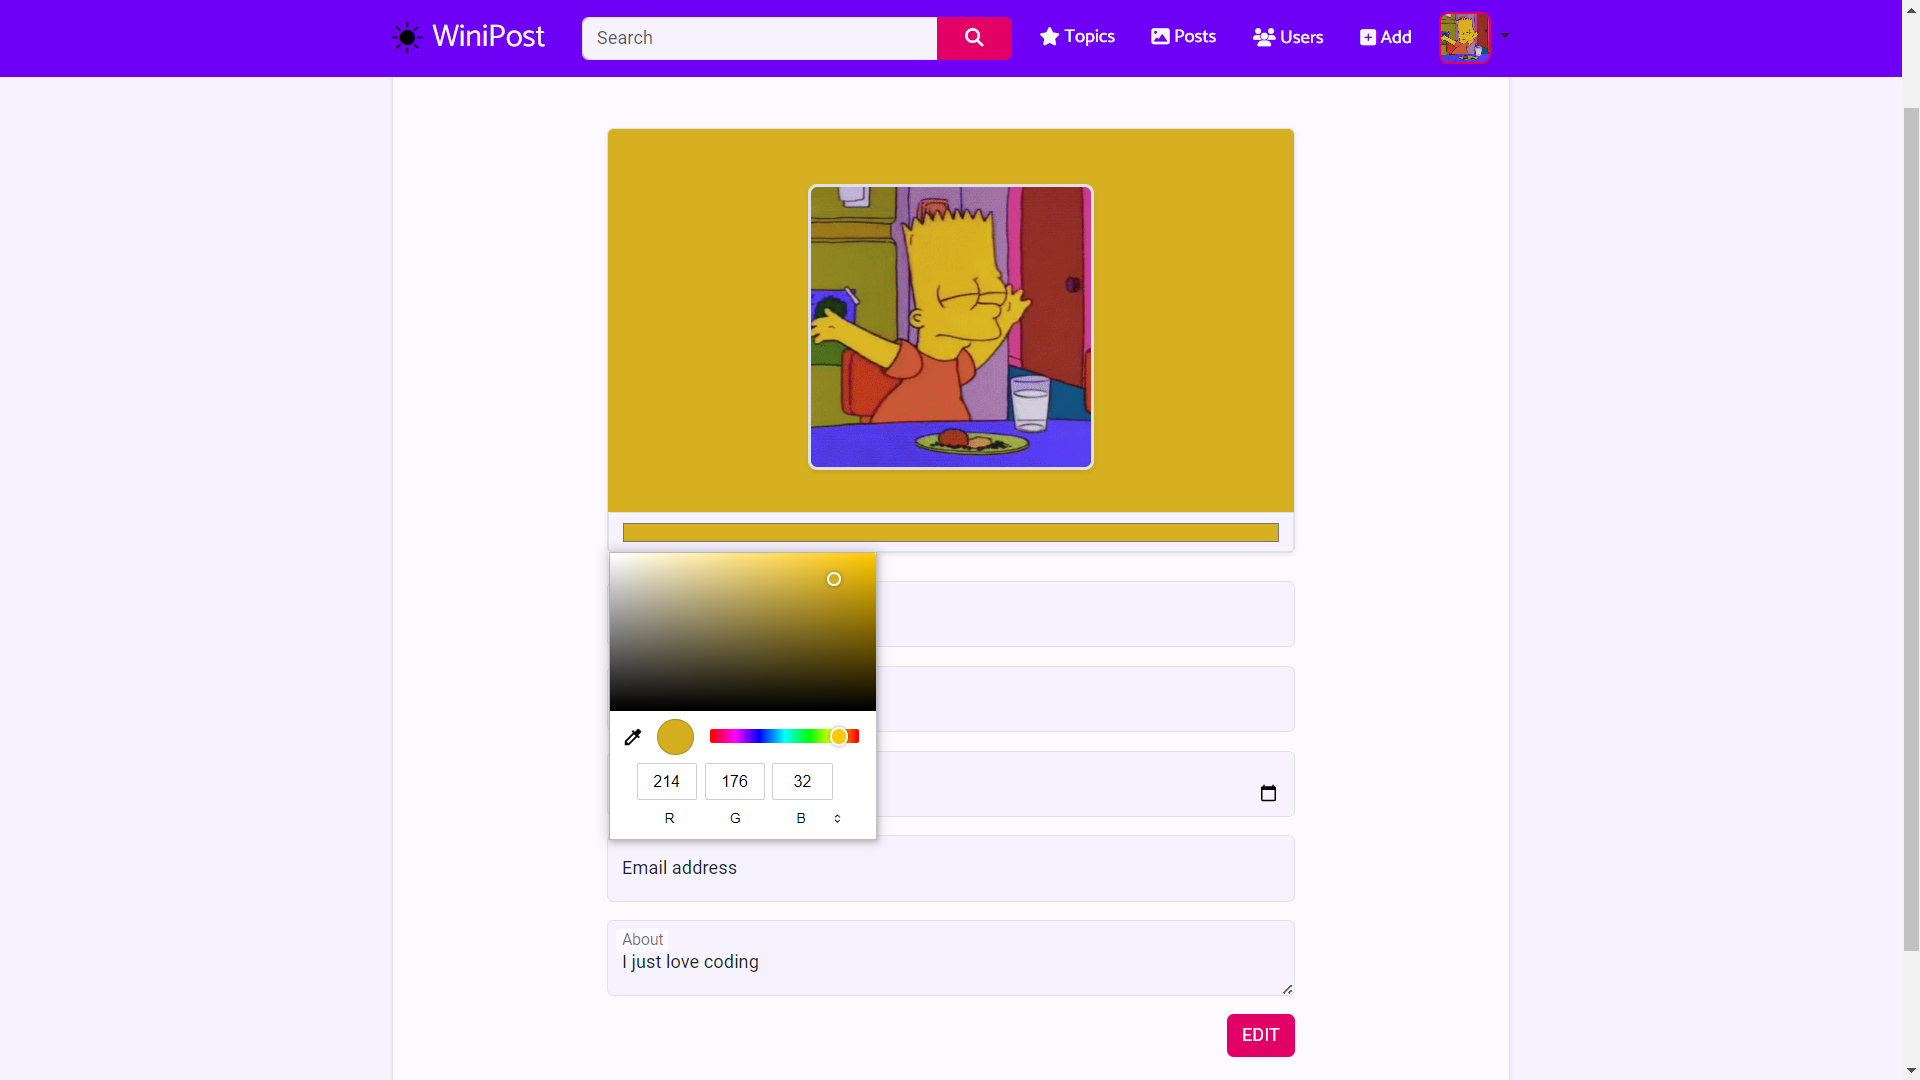 WiniPost
Search
Topics
Posts
Users
Add
214
176
32
R
G
B
Email address
About
I just love coding
EDIT